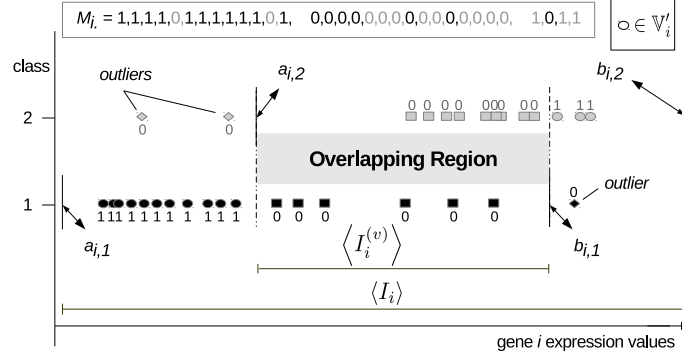 M_i. = 1,1,1,1,0,1,1,1,1,1,1,1,0,1, 0,0,0,0,0,0,0,0,0,0,0,0,0,0,0,0, 1,0,1,1
○ ∈ 𝕍′_i
class
outliers
a_i,2
b_i,2
0 0 0 0 0 0 0 0 0 1 1 1
2
0 0
Overlapping Region
outlier
0
1
1 1 1 1 1 1 1 1 1 1 1
0 0 0 0 0 0
a_i,1
⟨I_i^(v)⟩
b_i,1
⟨I_i⟩
gene i expression values